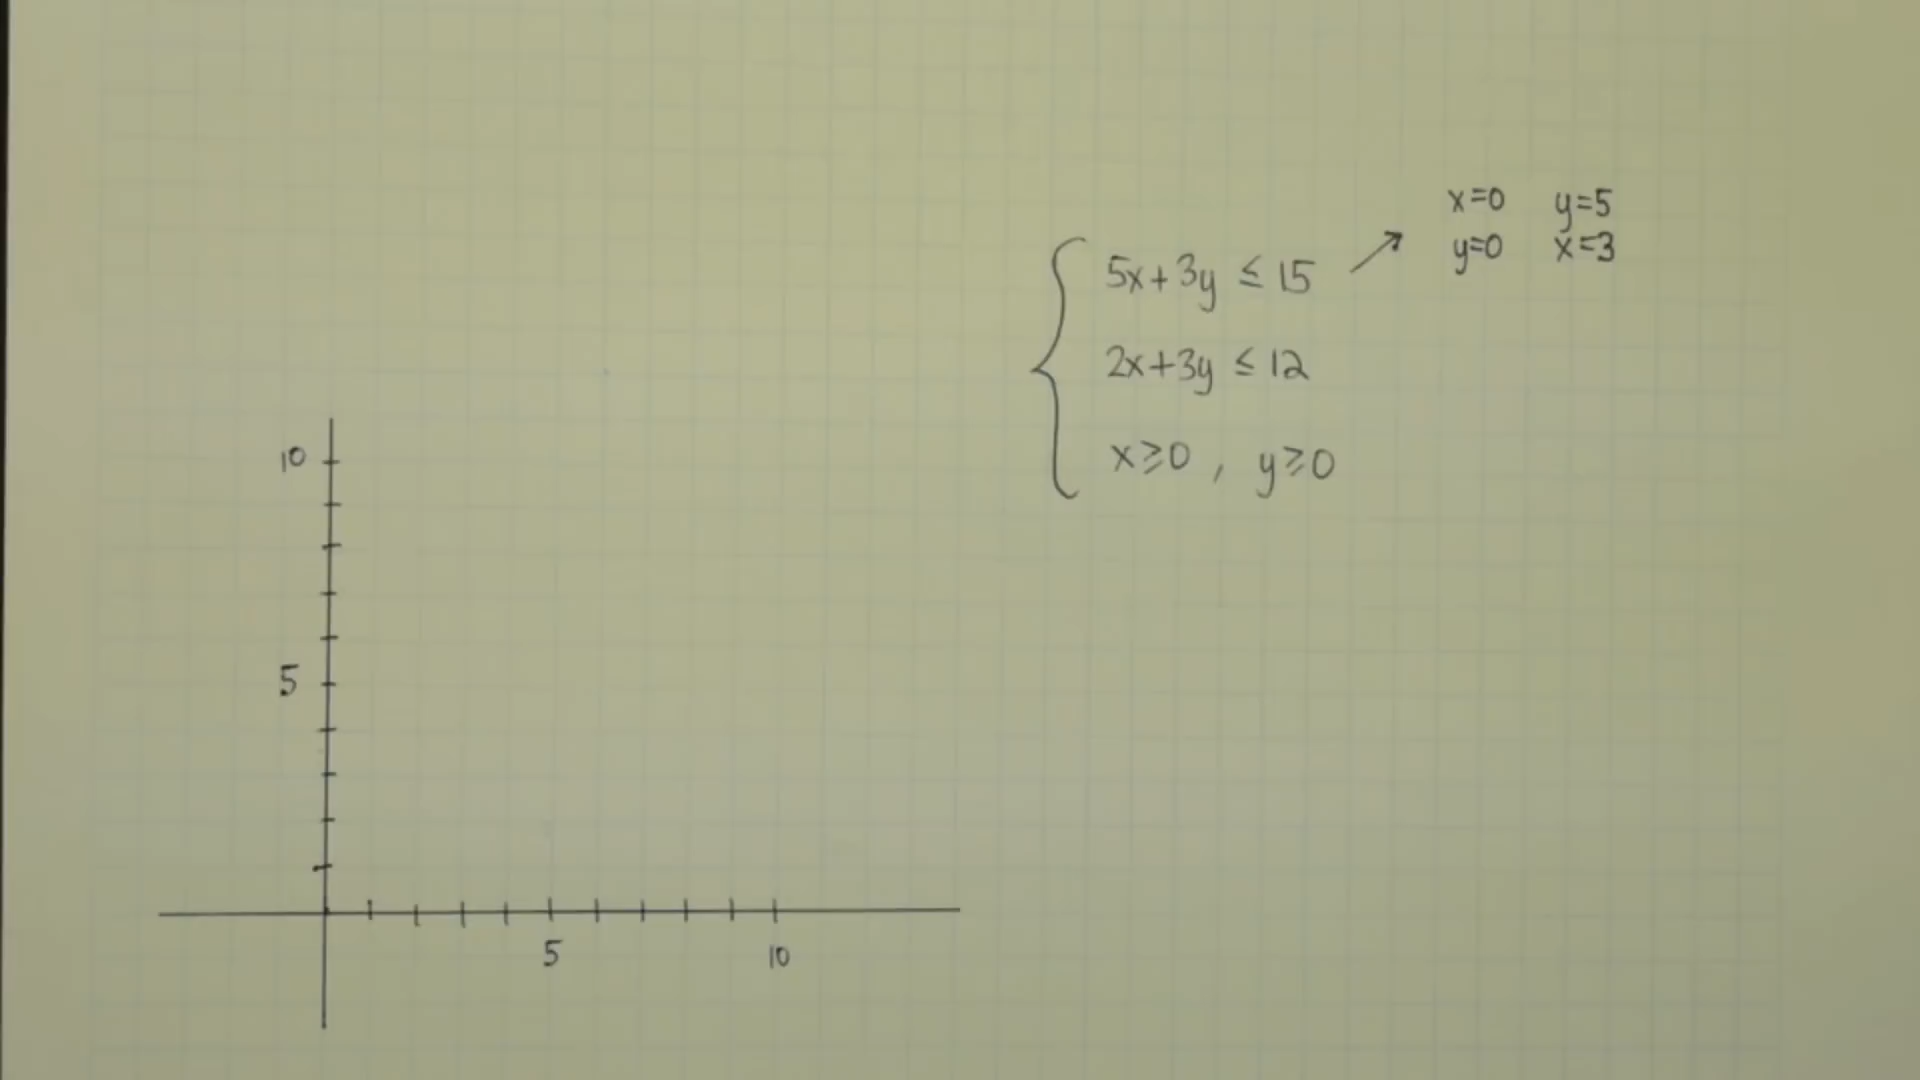 x=0 y=5
y=0 x=3
5x+3y ≤ 15
2x+3y ≤ 12
x≥0 , y≥0
10
5
5 10